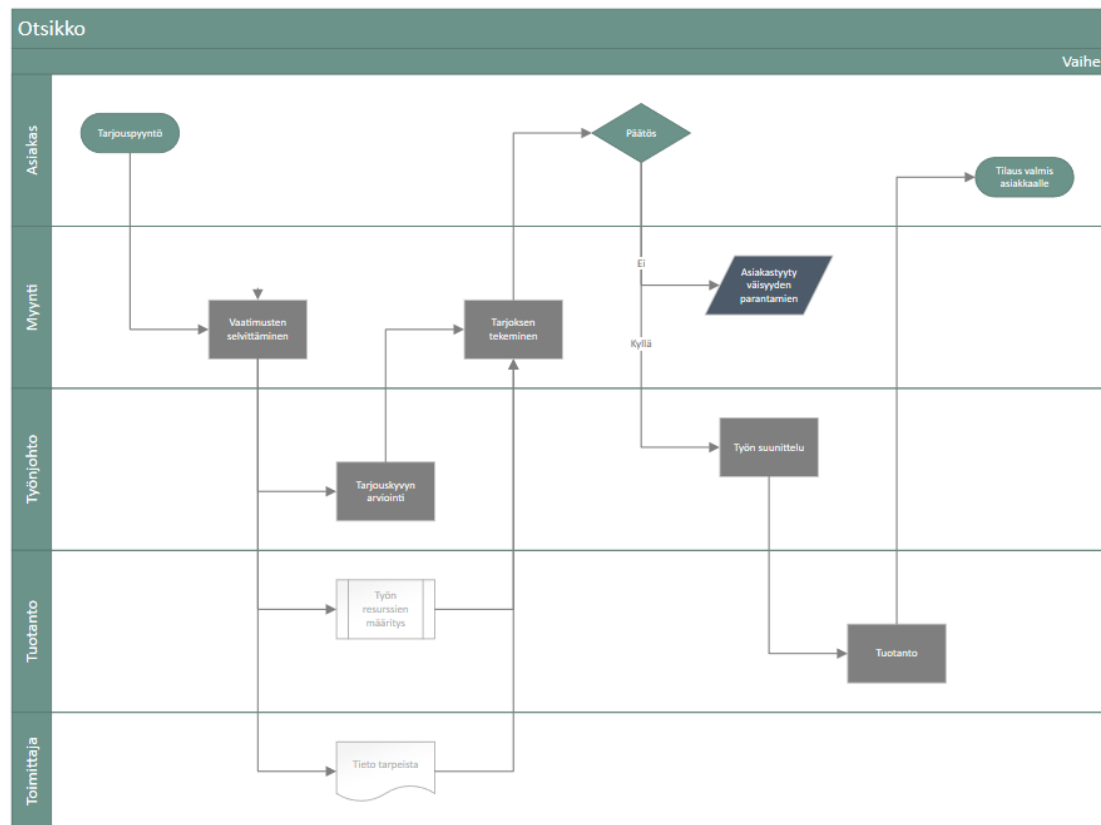 Otsikko
Vaihe
Asiakas
Tarjouspyyntö
Päätös
Tilaus valmis
asiakkaalle
Myynti
Vaatimusten
selvittäminen
Tarjoksen
tekeminen
Ei
Asiakastyyty
väisyyden
parantamien
Kyllä
Työnjohto
Tarjouskyvyn
arviointi
Työn suunittelu
Tuotanto
Työn
resurssien
määritys
Tuotanto
Toimittaja
Tieto tarpeista